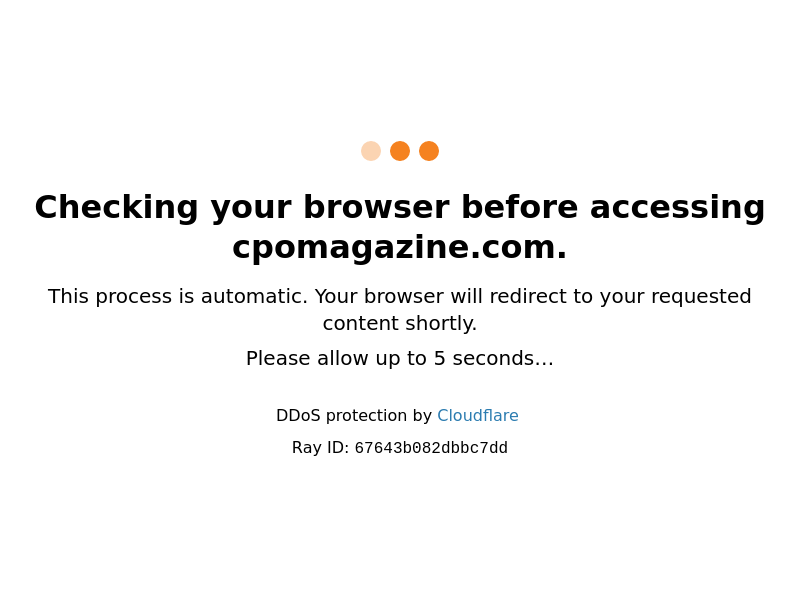 Checking your browser before accessing
cpomagazine.com.
This process is automatic. Your browser will redirect to your requested
content shortly.
Please allow up to 5 seconds…
DDoS protection by Cloudflare
Ray ID: 67643b082dbbc7dd